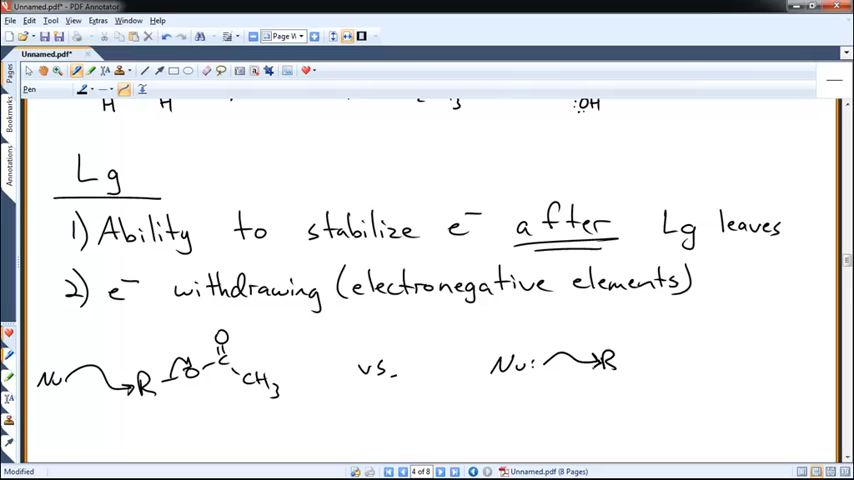 Unnamed.pdf* - PDF Annotator
File Edit Tool View Extras Window Help
Page Wi
Unnamed.pdf*
Pen
Pages
Bookmarks
Annotations
H H 3 :OH
Lg
1) Ability to stabilize e⁻ after Lg leaves
2) e⁻ withdrawing (electronegative elements)
O
Nu R O C CH3 vs. Nu: R
Modified 4 of 8 Unnamed.pdf (8 Pages)